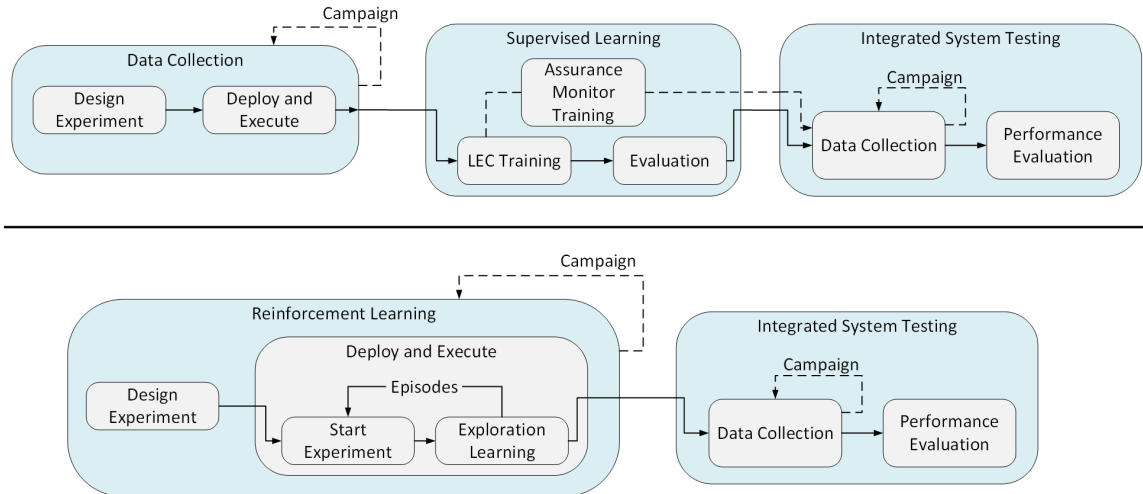 Campaign
Data Collection
Design
Experiment
Deploy and
Execute
Supervised Learning
Assurance
Monitor
Training
LEC Training
Evaluation
Integrated System Testing
Campaign
Data Collection
Performance
Evaluation
Campaign
Reinforcement Learning
Deploy and Execute
Design
Experiment
Episodes
Start
Experiment
Exploration
Learning
Integrated System Testing
Campaign
Data Collection
Performance
Evaluation